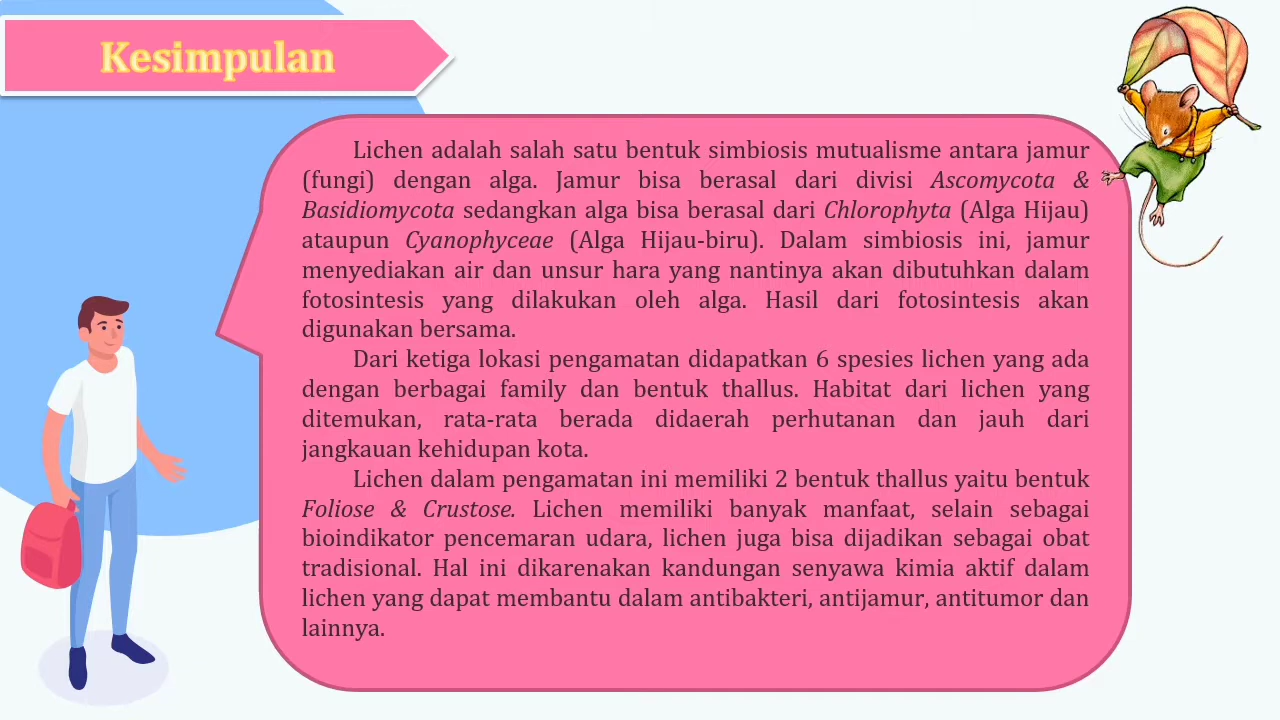 Kesimpulan
Lichen adalah salah satu bentuk simbiosis mutualisme antara jamur
(fungi) dengan alga. Jamur bisa berasal dari divisi Ascomycota &
Basidiomycota sedangkan alga bisa berasal dari Chlorophyta (Alga Hijau)
ataupun Cyanophyceae (Alga Hijau-biru). Dalam simbiosis ini, jamur
menyediakan air dan unsur hara yang nantinya akan dibutuhkan dalam
fotosintesis yang dilakukan oleh alga. Hasil dari fotosintesis akan
digunakan bersama.
Dari ketiga lokasi pengamatan didapatkan 6 spesies lichen yang ada
dengan berbagai family dan bentuk thallus. Habitat dari lichen yang
ditemukan, rata-rata berada didaerah perhutanan dan jauh dari
jangkauan kehidupan kota.
Lichen dalam pengamatan ini memiliki 2 bentuk thallus yaitu bentuk
Foliose & Crustose. Lichen memiliki banyak manfaat, selain sebagai
bioindikator pencemaran udara, lichen juga bisa dijadikan sebagai obat
tradisional. Hal ini dikarenakan kandungan senyawa kimia aktif dalam
lichen yang dapat membantu dalam antibakteri, antijamur, antitumor dan
lainnya.